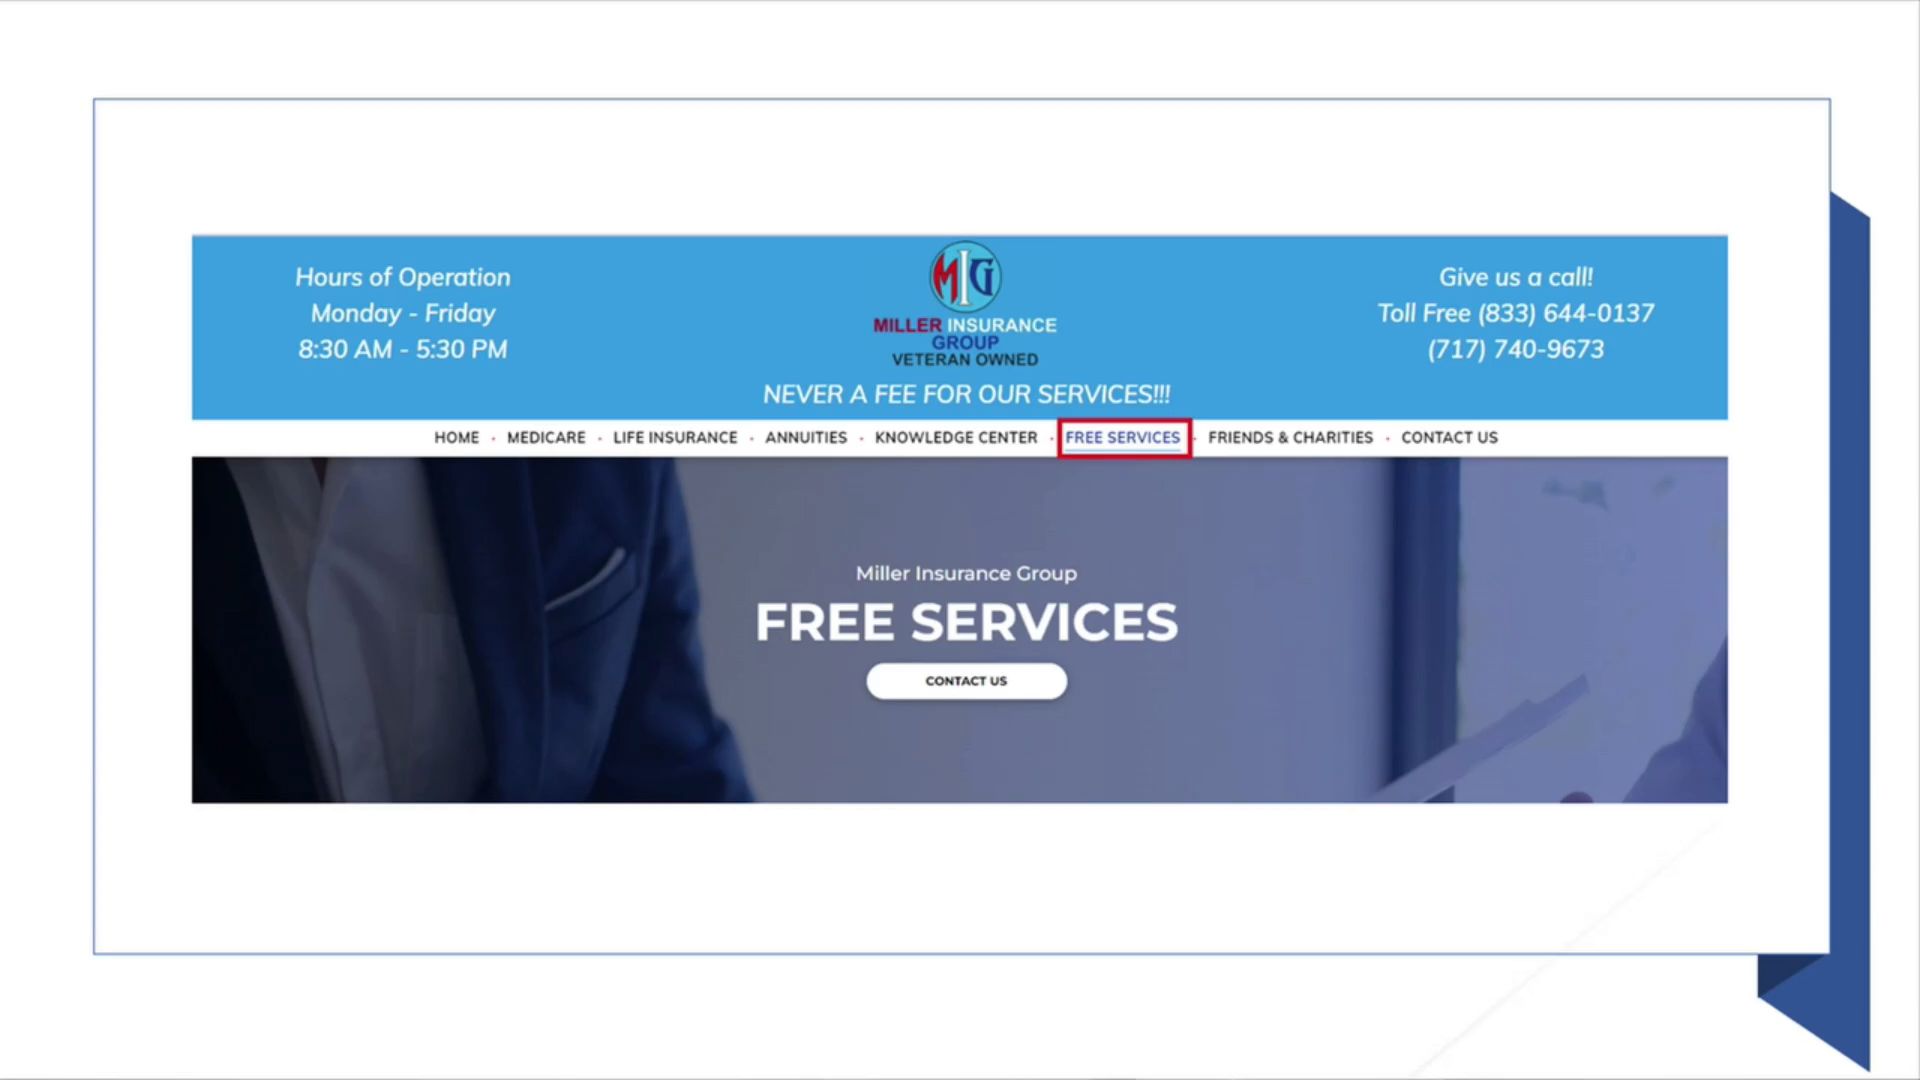 Hours of Operation
Monday - Friday
8:30 AM - 5:30 PM
MIG
MILLER INSURANCE
GROUP
VETERAN OWNED
NEVER A FEE FOR OUR SERVICES!!!
Give us a call!
Toll Free (833) 644-0137
(717) 740-9673
HOME · MEDICARE · LIFE INSURANCE · ANNUITIES · KNOWLEDGE CENTER · FREE SERVICES · FRIENDS & CHARITIES · CONTACT US
Miller Insurance Group
FREE SERVICES
CONTACT US